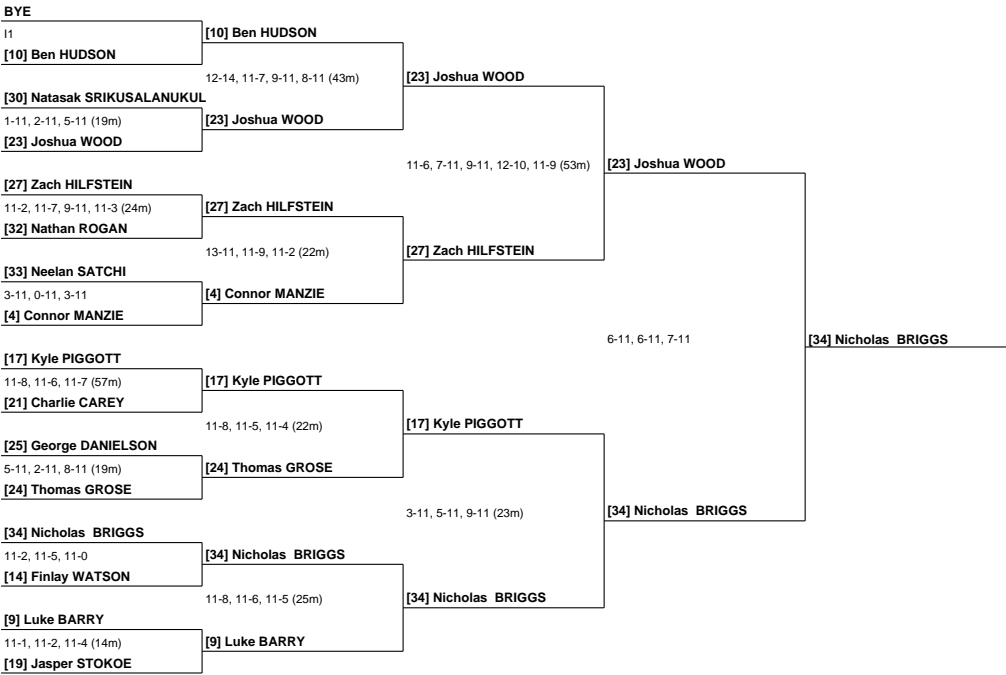 BYE
I1
[10] Ben HUDSON
[30] Natasak SRIKUSALANUKUL
1-11, 2-11, 5-11 (19m)
[23] Joshua WOOD
[27] Zach HILFSTEIN
11-2, 11-7, 9-11, 11-3 (24m)
[32] Nathan ROGAN
[33] Neelan SATCHI
3-11, 0-11, 3-11
[4] Connor MANZIE
[17] Kyle PIGGOTT
11-8, 11-6, 11-7 (57m)
[21] Charlie CAREY
[25] George DANIELSON
5-11, 2-11, 8-11 (19m)
[24] Thomas GROSE
[34] Nicholas  BRIGGS
11-2, 11-5, 11-0
[14] Finlay WATSON
[9] Luke BARRY
11-1, 11-2, 11-4 (14m)
[19] Jasper STOKOE
[10] Ben HUDSON
12-14, 11-7, 9-11, 8-11 (43m)
[23] Joshua WOOD
[27] Zach HILFSTEIN
13-11, 11-9, 11-2 (22m)
[4] Connor MANZIE
[17] Kyle PIGGOTT
11-8, 11-5, 11-4 (22m)
[24] Thomas GROSE
[34] Nicholas  BRIGGS
11-8, 11-6, 11-5 (25m)
[9] Luke BARRY
[23] Joshua WOOD
11-6, 7-11, 9-11, 12-10, 11-9 (53m)
[27] Zach HILFSTEIN
[17] Kyle PIGGOTT
3-11, 5-11, 9-11 (23m)
[34] Nicholas  BRIGGS
[23] Joshua WOOD
6-11, 6-11, 7-11
[34] Nicholas  BRIGGS
[34] Nicholas  BRIGGS